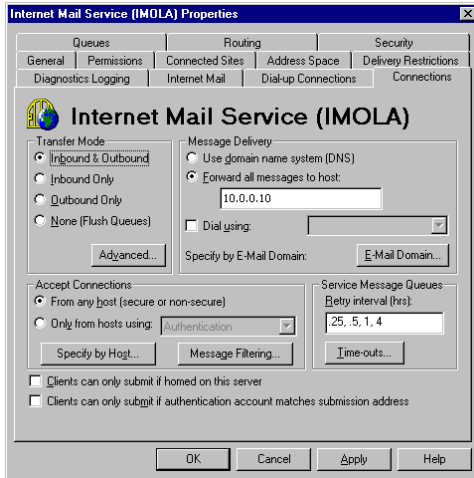 Internet Mail Service (IMOLA) Properties
Queues Routing Security
General Permissions Connected Sites Address Space Delivery Restrictions
Diagnostics Logging Internet Mail Dial-up Connections Connections
Internet Mail Service (IMOLA)
Transfer Mode
Inbound & Outbound
Inbound Only
Outbound Only
None (Flush Queues)
Advanced...
Message Delivery
Use domain name system (DNS)
Forward all messages to host:
10.0.0.10
Dial using:
Specify by E-Mail Domain: E-Mail Domain...
Accept Connections
From any host (secure or non-secure)
Only from hosts using: Authentication
Specify by Host... Message Filtering...
Service Message Queues
Retry interval (hrs):
.25, .5, 1, 4
Time-outs...
Clients can only submit if homed on this server
Clients can only submit if authentication account matches submission address
OK Cancel Apply Help